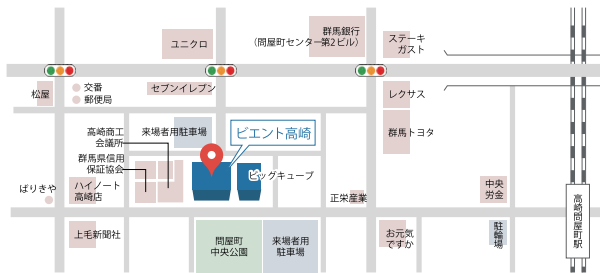 群馬銀行
(問屋町センター第2ビル)
ステーキ
ガスト
ユニクロ
セブンイレブン
松屋
交番
郵便局
レクサス
高崎商工
会議所
来場者用駐車場
ビエント高崎
群馬トヨタ
群馬県信用
保証協会
ビッグキューブ
ばりきや
ハイノート
高崎店
正栄産業
中央
労金
高崎問屋町駅
上毛新聞社
問屋町
中央公園
来場者用
駐車場
お元気
ですか
駐輪場